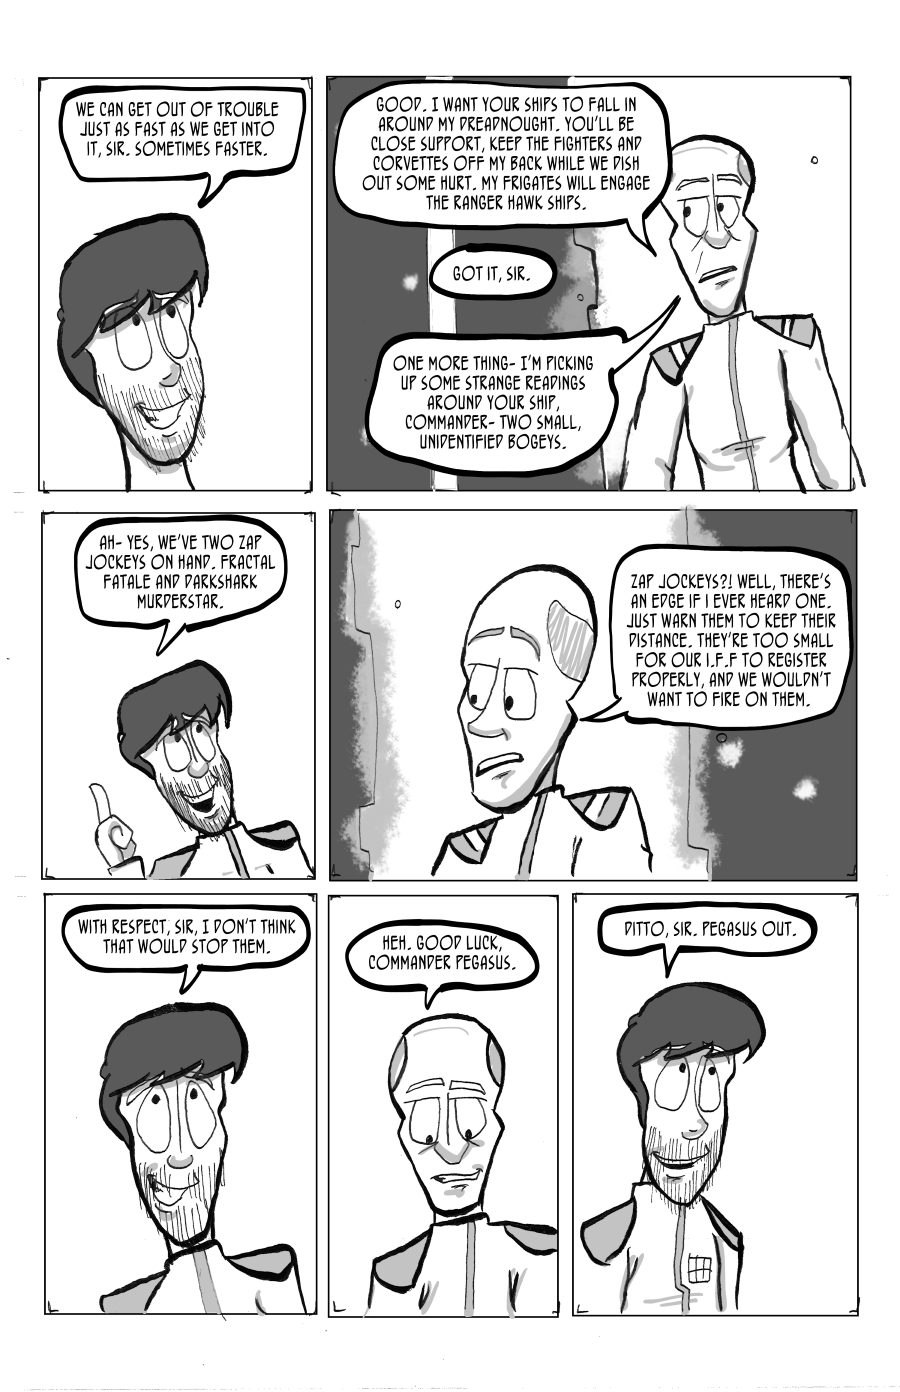 WE CAN GET OUT OF TROUBLE
JUST AS FAST AS WE GET INTO
IT, SIR. SOMETIMES FASTER.
GOOD. I WANT YOUR SHIPS TO FALL IN
AROUND MY DREADNOUGHT. YOU'LL BE
CLOSE SUPPORT, KEEP THE FIGHTERS AND
CORVETTES OFF MY BACK WHILE WE DISH
OUT SOME HURT. MY FRIGATES WILL ENGAGE
THE RANGER HAWK SHIPS.
GOT IT, SIR.
ONE MORE THING- I'M PICKING
UP SOME STRANGE READINGS
AROUND YOUR SHIP,
COMMANDER- TWO SMALL,
UNIDENTIFIED BOGEYS.
AH- YES, WE'VE TWO ZAP
JOCKEYS ON HAND. FRACTAL
FATALE AND DARKSHARK
MURDERSTAR.
ZAP JOCKEYS?! WELL, THERE'S
AN EDGE IF I EVER HEARD ONE.
JUST WARN THEM TO KEEP THEIR
DISTANCE. THEY'RE TOO SMALL
FOR OUR I.F.F TO REGISTER
PROPERLY, AND WE WOULDN'T
WANT TO FIRE ON THEM.
WITH RESPECT, SIR, I DON'T THINK
THAT WOULD STOP THEM.
HEH. GOOD LUCK,
COMMANDER PEGASUS.
DITTO, SIR. PEGASUS OUT.